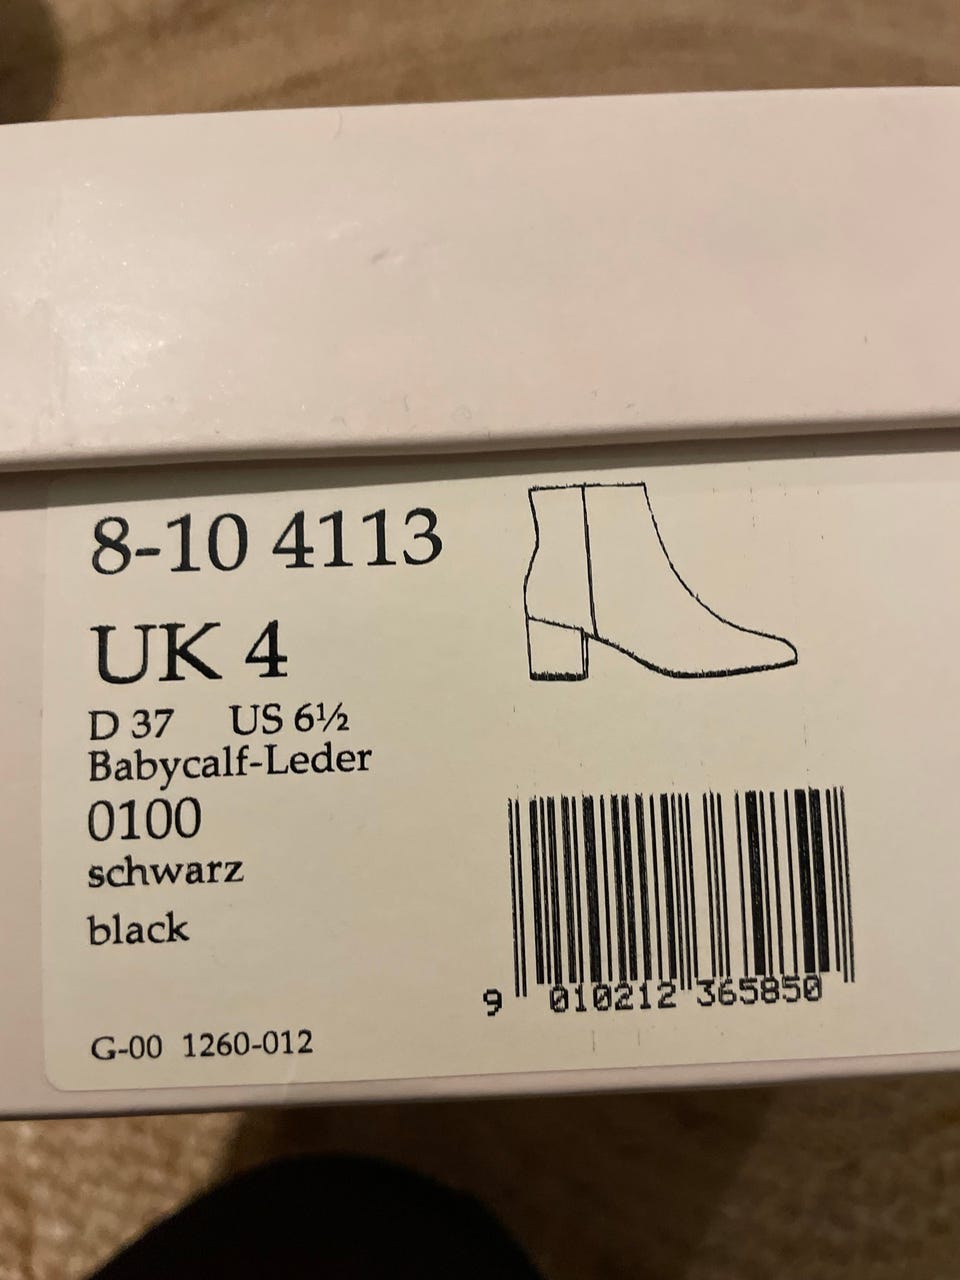 8-10 4113
UK 4
D 37 US 6½
Babycalf-Leder
0100
schwarz
black
G-00 1260-012
9 010212 365850